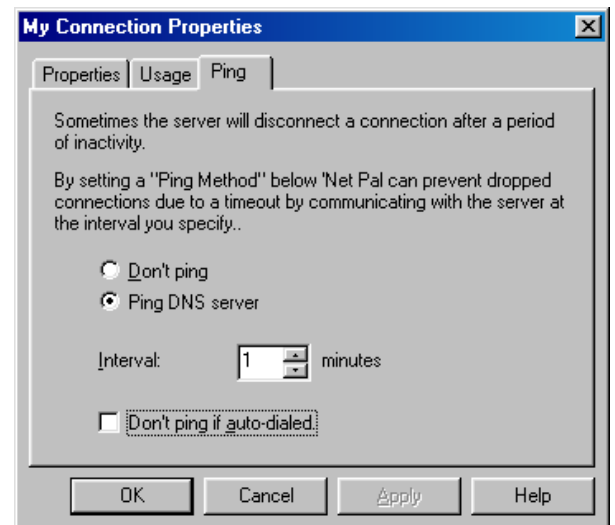 My Connection Properties
Properties
Usage
Ping
Sometimes the server will disconnect a connection after a period
of inactivity.
By setting a "Ping Method" below 'Net Pal can prevent dropped
connections due to a timeout by communicating with the server at
the interval you specify..
Don't ping
Ping DNS server
Interval: 1 minutes
Don't ping if auto-dialed.
OK
Cancel
Apply
Help